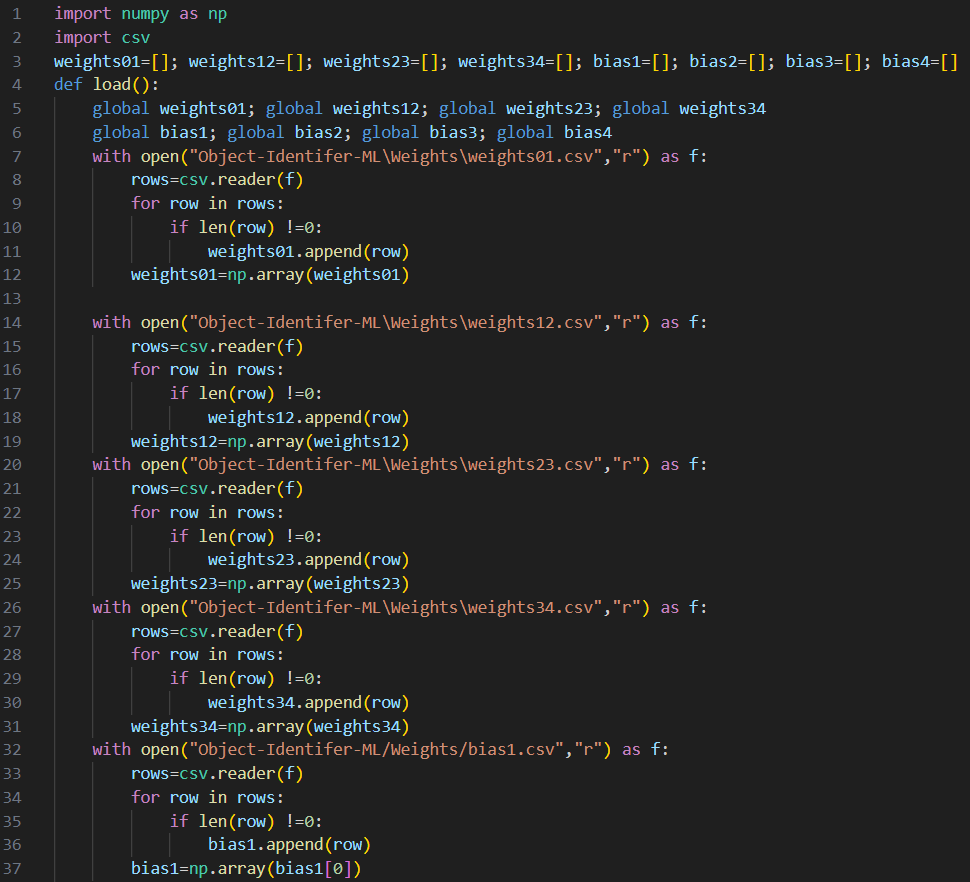 1 import numpy as np
2 import csv
3 weights01=[]; weights12=[]; weights23=[]; weights34=[]; bias1=[]; bias2=[]; bias3=[]; bias4=[]
4 def load():
5     global weights01; global weights12; global weights23; global weights34
6     global bias1; global bias2; global bias3; global bias4
7     with open("Object-Identifer-ML\Weights\weights01.csv","r") as f:
8         rows=csv.reader(f)
9         for row in rows:
10             if len(row) !=0:
11                 weights01.append(row)
12         weights01=np.array(weights01)
13
14     with open("Object-Identifer-ML\Weights\weights12.csv","r") as f:
15         rows=csv.reader(f)
16         for row in rows:
17             if len(row) !=0:
18                 weights12.append(row)
19         weights12=np.array(weights12)
20     with open("Object-Identifer-ML\Weights\weights23.csv","r") as f:
21         rows=csv.reader(f)
22         for row in rows:
23             if len(row) !=0:
24                 weights23.append(row)
25         weights23=np.array(weights23)
26     with open("Object-Identifer-ML\Weights\weights34.csv","r") as f:
27         rows=csv.reader(f)
28         for row in rows:
29             if len(row) !=0:
30                 weights34.append(row)
31         weights34=np.array(weights34)
32     with open("Object-Identifer-ML/Weights/bias1.csv","r") as f:
33         rows=csv.reader(f)
34         for row in rows:
35             if len(row) !=0:
36                 bias1.append(row)
37         bias1=np.array(bias1[0])